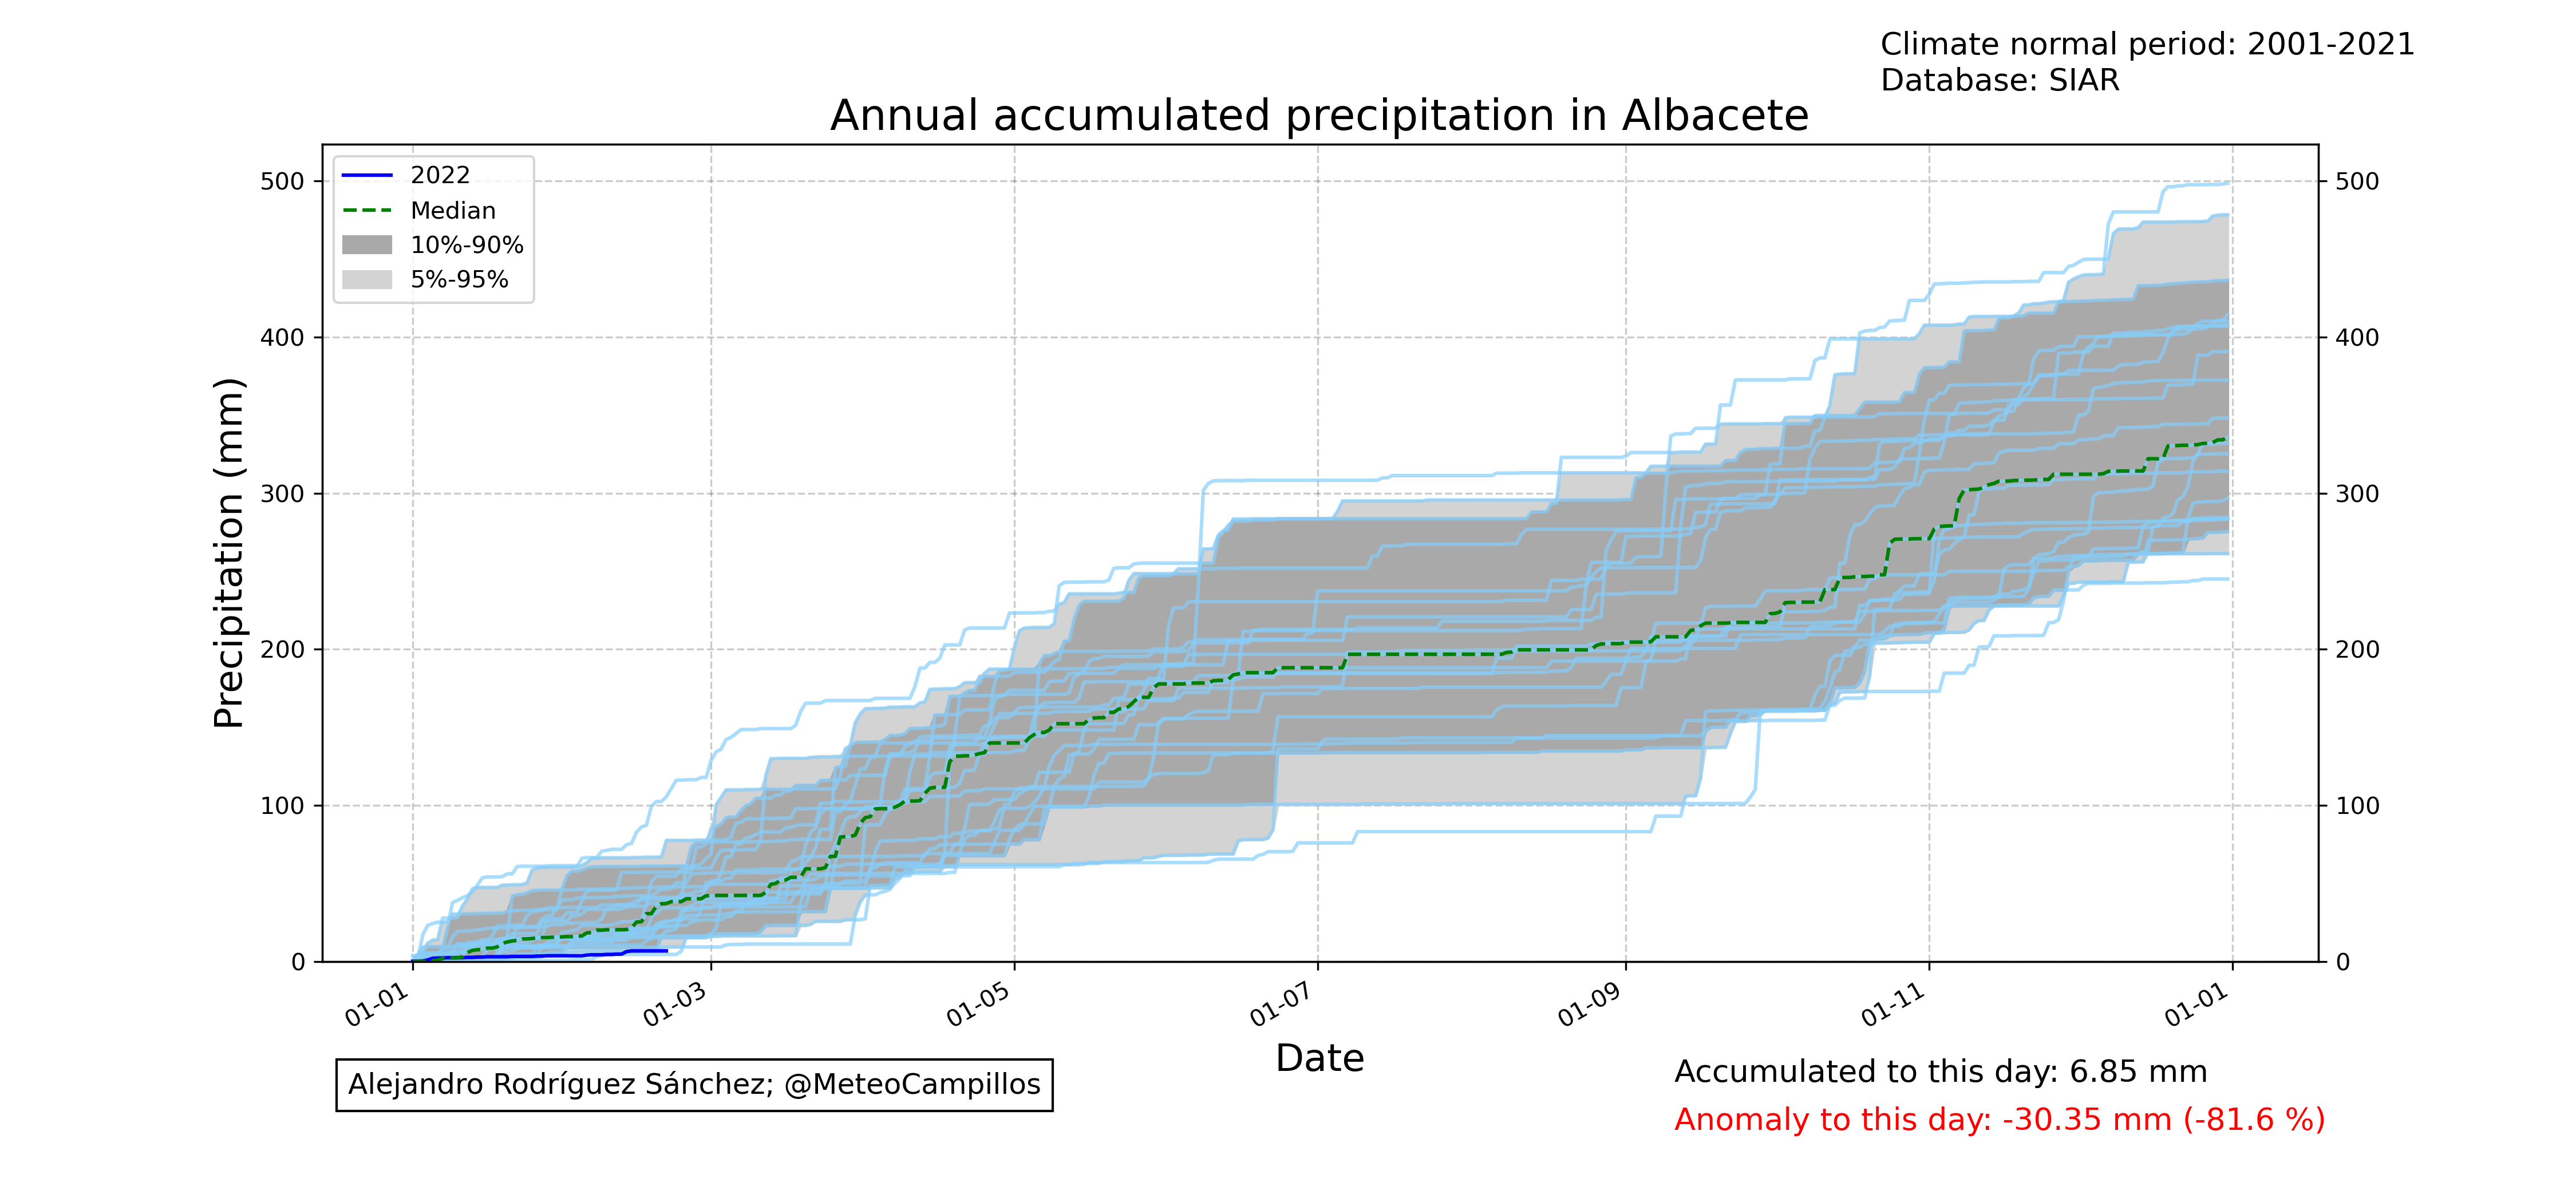 Climate normal period: 2001-2021
Database: SIAR
Annual accumulated precipitation in Albacete
2022
Median
10%-90%
5%-95%
Precipitation (mm)
500
400
300
200
100
0
500
400
300
200
100
0
01-01
01-03
01-05
01-07
01-09
01-11
01-01
Date
Alejandro Rodríguez Sánchez; @MeteoCampillos
Accumulated to this day: 6.85 mm
Anomaly to this day: -30.35 mm (-81.6 %)